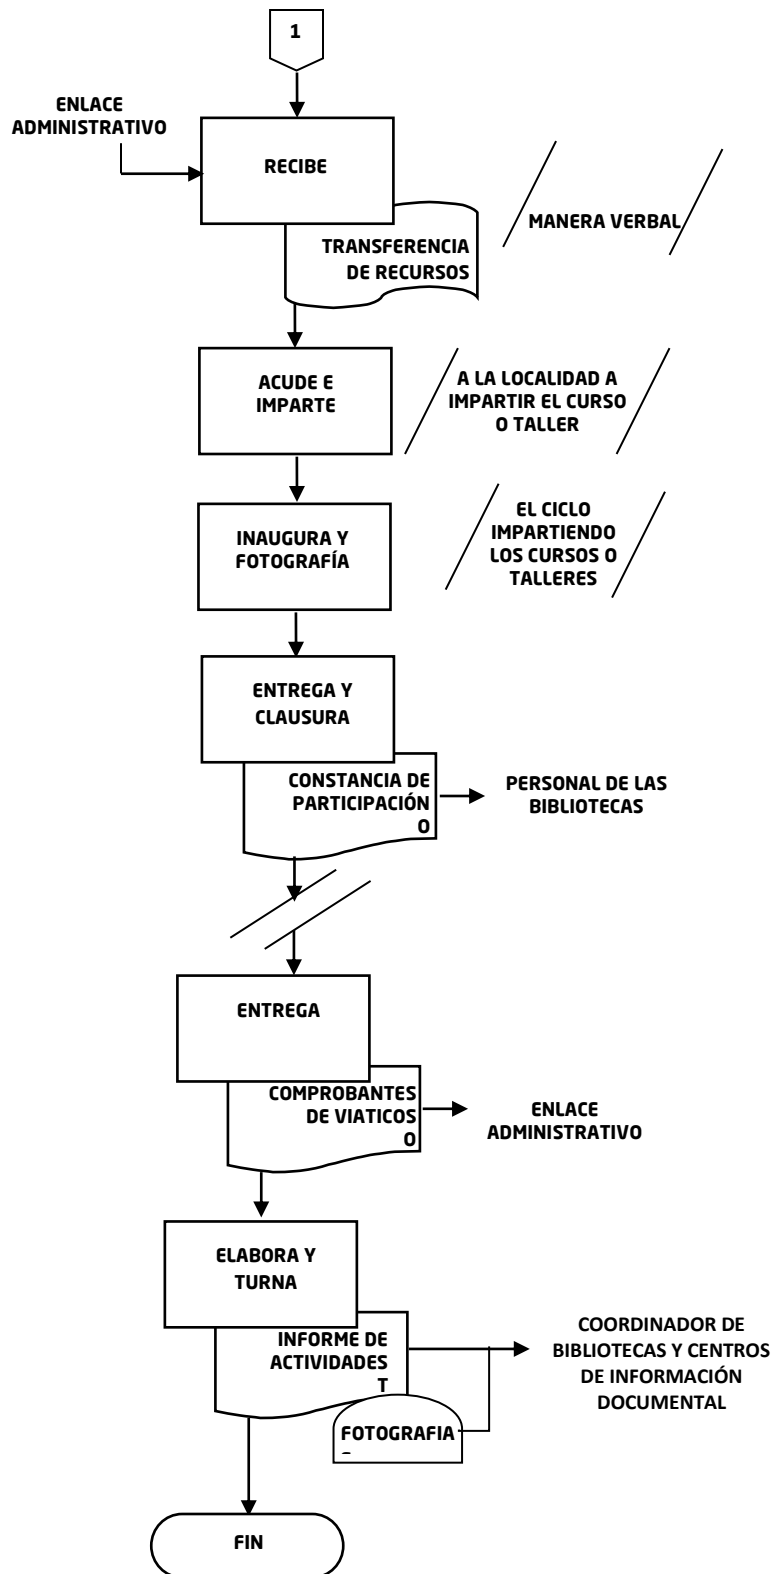 1
ENLACE
ADMINISTRATIVO
RECIBE
TRANSFERENCIA
DE RECURSOS
MANERA VERBAL
ACUDE E
IMPARTE
A LA LOCALIDAD A
IMPARTIR EL CURSO
O TALLER
INAUGURA Y
FOTOGRAFÍA
EL CICLO
IMPARTIENDO
LOS CURSOS O
TALLERES
ENTREGA Y
CLAUSURA
CONSTANCIA DE
PARTICIPACIÓN
O
PERSONAL DE LAS
BIBLIOTECAS
ENTREGA
COMPROBANTES
DE VIATICOS
O
ENLACE
ADMINISTRATIVO
ELABORA Y
TURNA
INFORME DE
ACTIVIDADES
T
COORDINADOR DE
BIBLIOTECAS Y CENTROS
DE INFORMACIÓN
DOCUMENTAL
FOTOGRAFIA
FIN